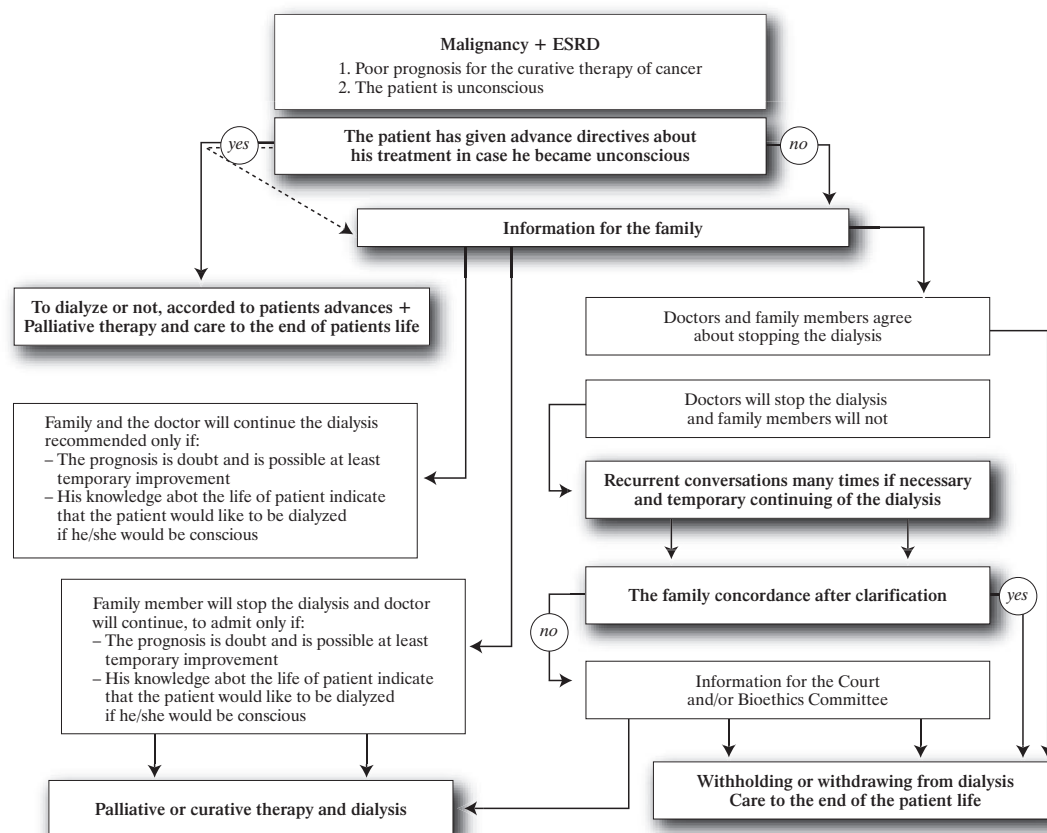 Malignancy + ESRD
1. Poor prognosis for the curative therapy of cancer
2. The patient is unconscious
The patient has given advance directives about
his treatment in case he became unconscious
yes
no
Information for the family
To dialyze or not, accorded to patients advances +
Palliative therapy and care to the end of patients life
Doctors and family members agree
about stopping the dialysis
Doctors will stop the dialysis
and family members will not
Family and the doctor will continue the dialysis
recommended only if:
– The prognosis is doubt and is possible at least
temporary improvement
– His knowledge abot the life of patient indicate
that the patient would like to be dialyzed
if he/she would be conscious
Recurrent conversations many times if necessary
and temporary continuing of the dialysis
The family concordance after clarification
yes
no
Family member will stop the dialysis and doctor
will continue, to admit only if:
– The prognosis is doubt and is possible at least
temporary improvement
– His knowledge abot the life of patient indicate
that the patient would like to be dialyzed
if he/she would be conscious
Information for the Court
and/or Bioethics Committee
Palliative or curative therapy and dialysis
Withholding or withdrawing from dialysis
Care to the end of the patient life